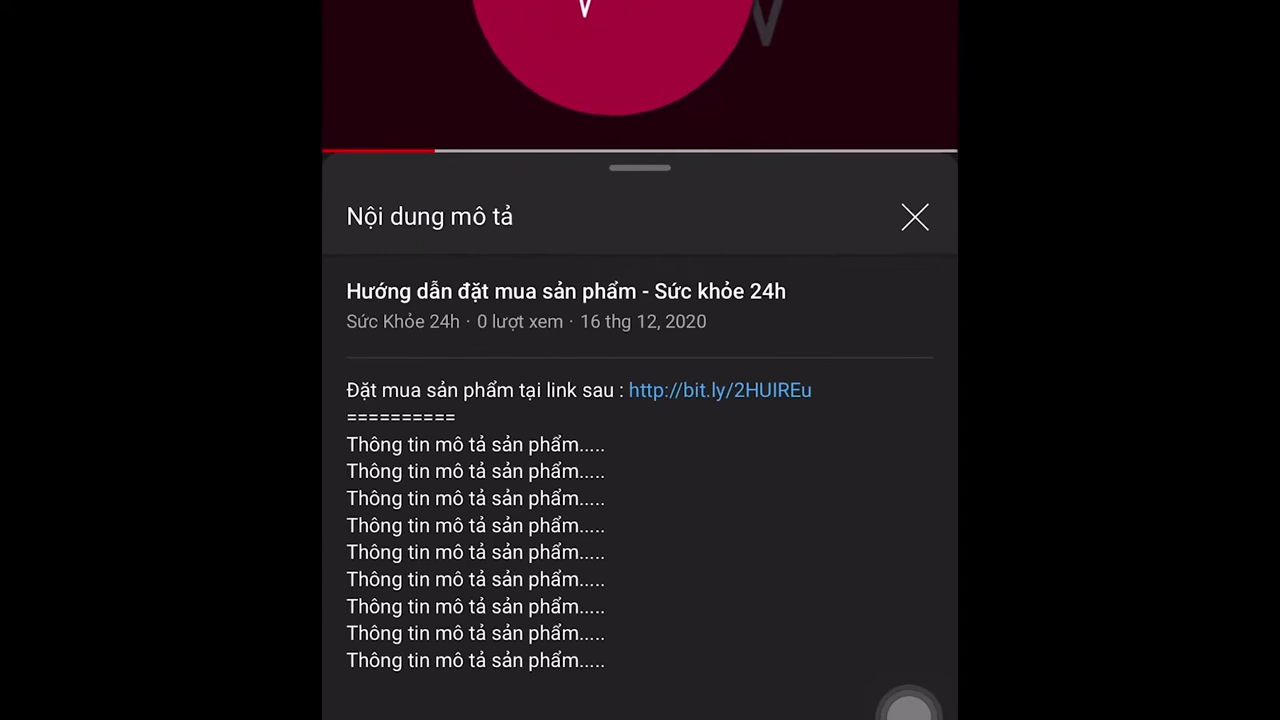 Nội dung mô tả
Hướng dẫn đặt mua sản phẩm - Sức khỏe 24h
Sức Khỏe 24h · 0 lượt xem · 16 thg 12, 2020
Đặt mua sản phẩm tại link sau : http://bit.ly/2HUIREu
==========
Thông tin mô tả sản phẩm.....
Thông tin mô tả sản phẩm.....
Thông tin mô tả sản phẩm.....
Thông tin mô tả sản phẩm.....
Thông tin mô tả sản phẩm.....
Thông tin mô tả sản phẩm.....
Thông tin mô tả sản phẩm.....
Thông tin mô tả sản phẩm.....
Thông tin mô tả sản phẩm.....